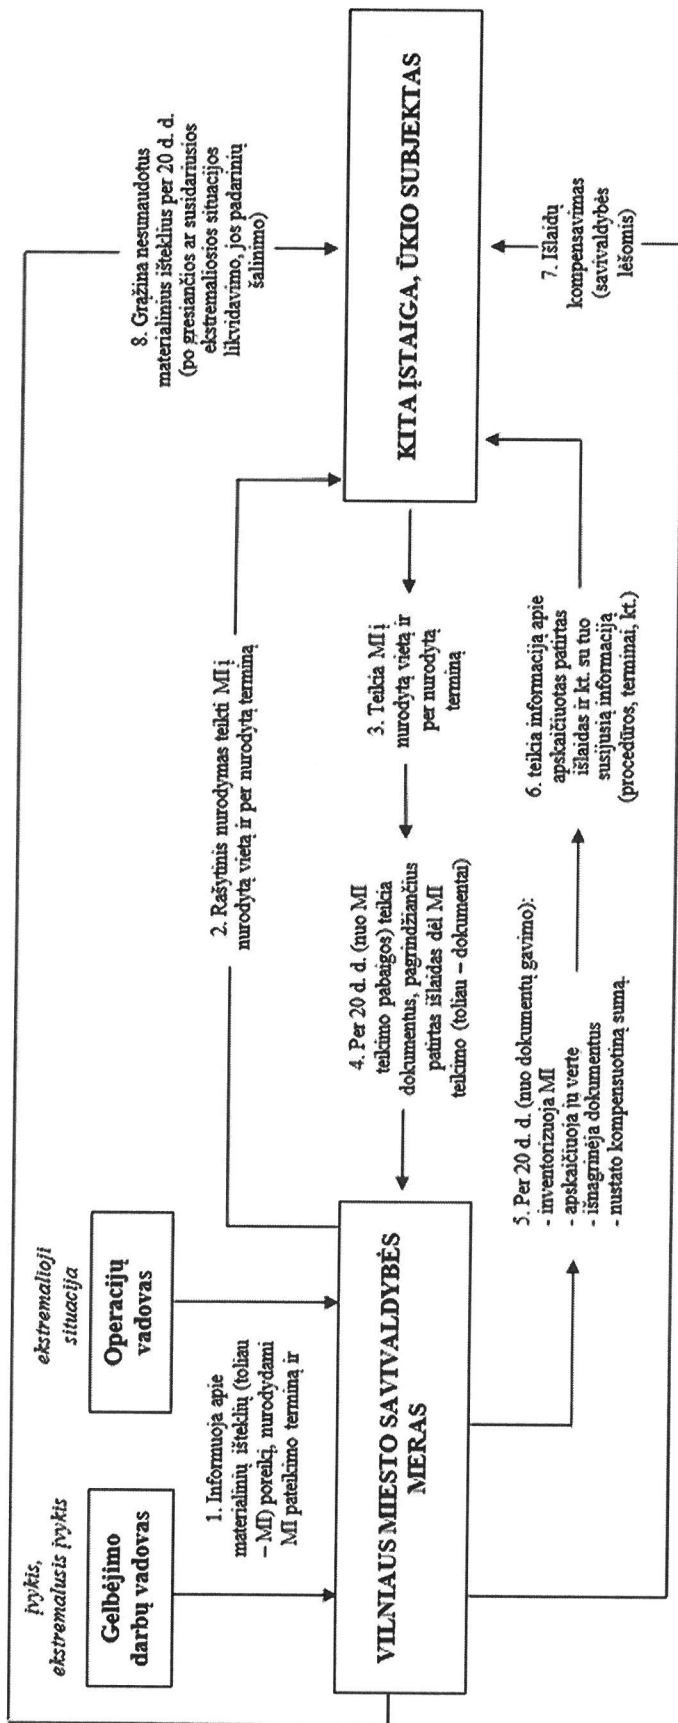 įvykis,
ekstremalusis įvykis
Gelbėjimo
darbų vadovas
ekstremalioji
situacija
Operacijų
vadovas
1. Informuoja apie
materialinių išteklių (toliau
– MI) poreikį, nurodydami
MI pateikimo terminą ir
VILNIAUS MIESTO SAVIVALDYBĖS
MERAS
2. Rašytinis nurodymas teikti MI į
nurodytą vietą ir per nurodytą terminą
3. Teikia MI į
nurodytą vietą ir
per nurodytą
terminą
4. Per 20 d. d. (nuo MI
teikimo pabaigos) teikia
dokumentus, pagrindžiančius
patirtas išlaidas dėl MI
teikimo (toliau – dokumentai)
5. Per 20 d. d. (nuo dokumentų gavimo):
- inventorizuoja MI
- apskaičiuoja jų vertę
- išnagrinėja dokumentus
- nustato kompensuotiną sumą.
6. teikia informaciją apie
apskaičiuotas patirtas
išlaidas ir kt. su tuo
susijusią informaciją
(procedūros, terminai, kt.)
7. Išlaidų
kompensavimas
(savivaldybės
lėšomis)
8. Grąžina nesunaudotus
materialinius išteklius per 20 d. d.
(po gresiančios ar susidariusios
ekstremaliosios situacijos
likvidavimo, jos padarinių
šalinimo)
KITA ĮSTAIGA, ŪKIO SUBJEKTAS